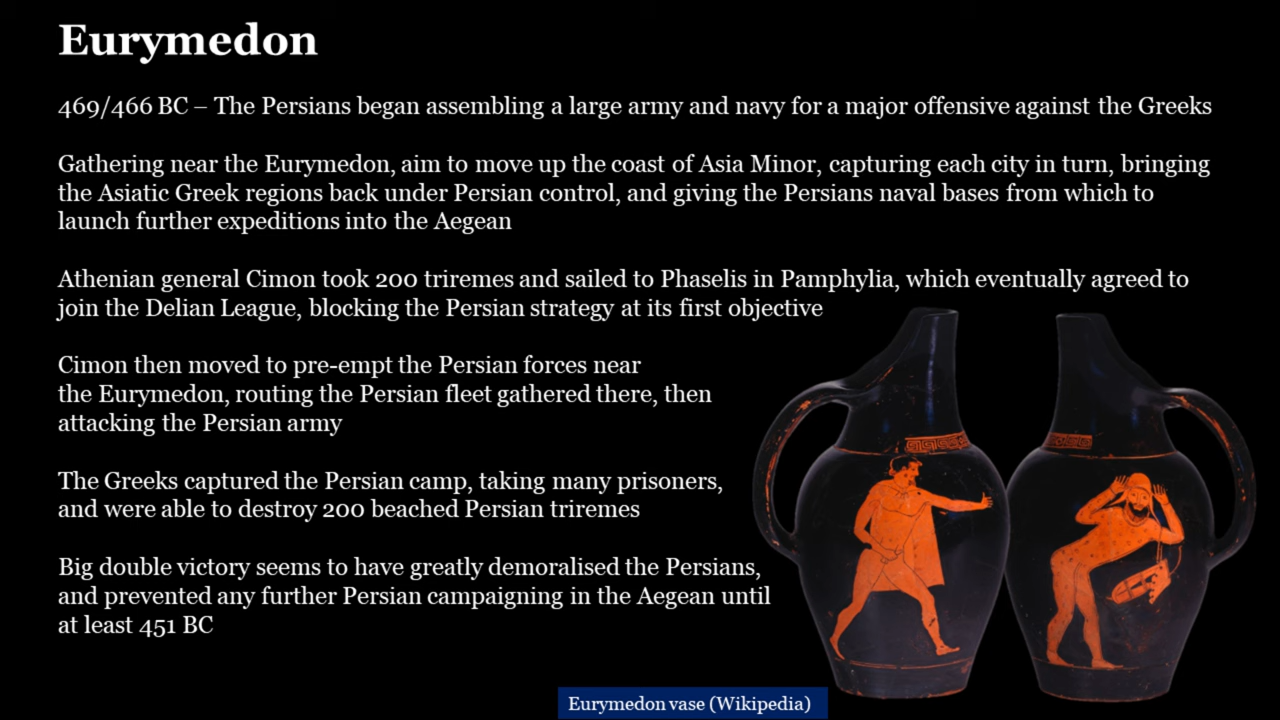 Eurymedon
469/466 BC – The Persians began assembling a large army and navy for a major offensive against the Greeks
Gathering near the Eurymedon, aim to move up the coast of Asia Minor, capturing each city in turn, bringing
the Asiatic Greek regions back under Persian control, and giving the Persians naval bases from which to
launch further expeditions into the Aegean
Athenian general Cimon took 200 triremes and sailed to Phaselis in Pamphylia, which eventually agreed to
join the Delian League, blocking the Persian strategy at its first objective
Cimon then moved to pre-empt the Persian forces near
the Eurymedon, routing the Persian fleet gathered there, then
attacking the Persian army
The Greeks captured the Persian camp, taking many prisoners,
and were able to destroy 200 beached Persian triremes
Big double victory seems to have greatly demoralised the Persians,
and prevented any further Persian campaigning in the Aegean until
at least 451 BC
Eurymedon vase (Wikipedia)